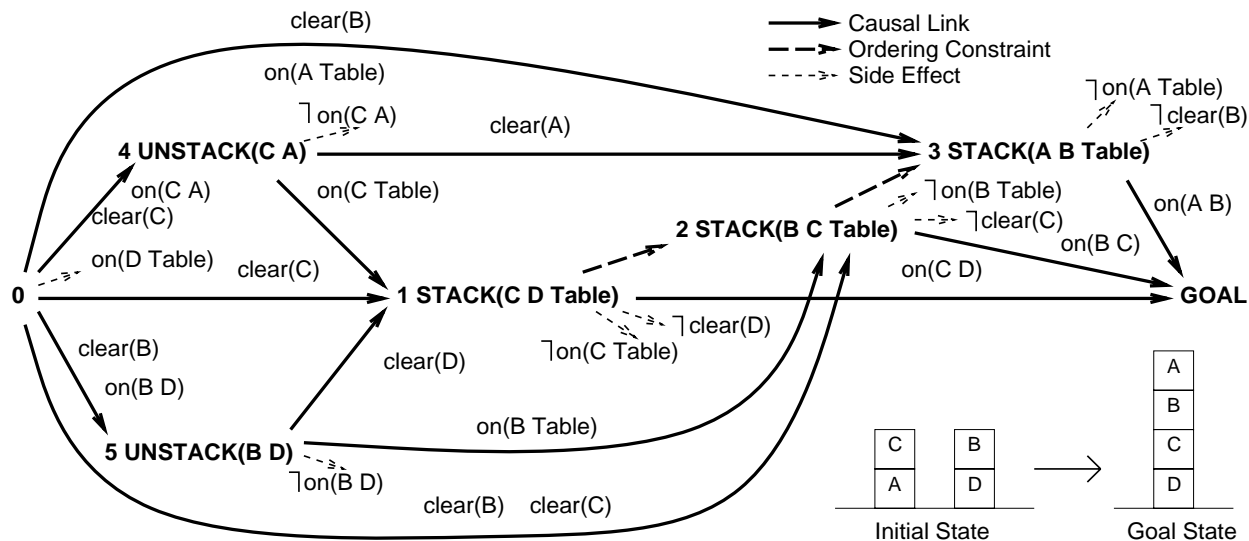 clear(B)
Causal Link
Ordering Constraint
Side Effect
on(A Table)
¬on(A Table)
¬on(C A)
clear(A)
¬clear(B)
4 UNSTACK(C A)
3 STACK(A B Table)
on(C A)
on(C Table)
¬on(B Table)
clear(C)
¬clear(C)
on(A B)
2 STACK(B C Table)
on(B C)
on(D Table)
clear(C)
on(C D)
0
1 STACK(C D Table)
GOAL
¬clear(D)
clear(B)
clear(D)
¬on(C Table)
on(B D)
on(B Table)
5 UNSTACK(B D)
¬on(B D)
clear(B) clear(C)
C
A
B
D
A
B
C
D
Initial State
Goal State